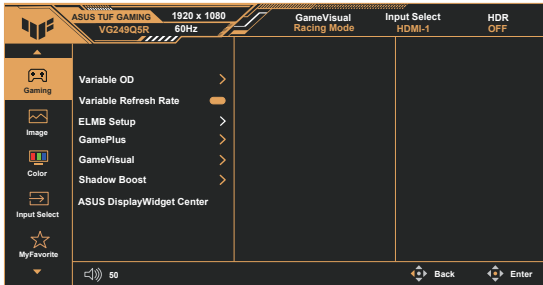 ASUS TUF GAMING 1920 x 1080 GameVisual Input Select HDR
VG249Q5R 60Hz Racing Mode HDMI-1 OFF
Gaming
Image
Color
Input Select
MyFavorite
Variable OD
Variable Refresh Rate
ELMB Setup
GamePlus
GameVisual
Shadow Boost
ASUS DisplayWidget Center
50 Back Enter